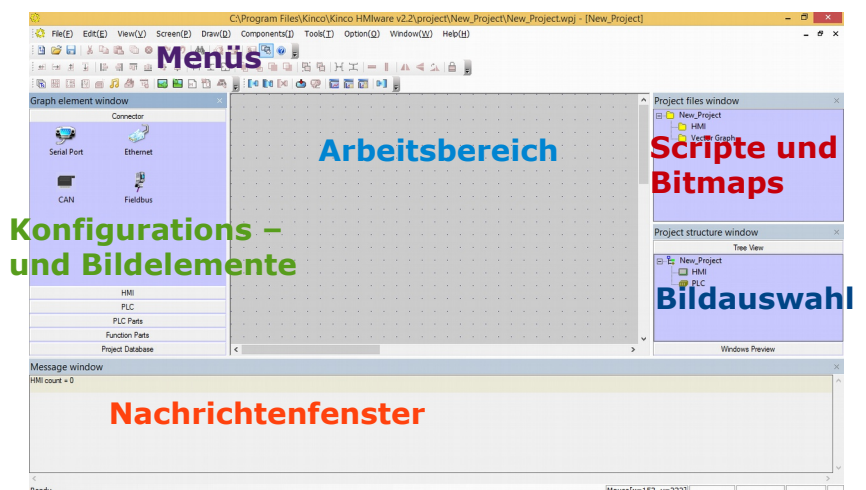 C:\Program Files\Kinco\Kinco HMIware v2.2\project\New_Project\New_Project.wpj - [New_Project]
File(F) Edit(E) View(V) Screen(P) Draw(D) Components(J) Tools(T) Option(O) Window(W) Help(H)
Menüs
Graph element window
Connector
Serial Port Ethernet
CAN Fieldbus
Konfigurations –
und Bildelemente
HMI
PLC
PLC Parts
Function Parts
Project Database
Arbeitsbereich
Project files window
New_Project
HMI
Vector Graph
Scripte und
Bitmaps
Project structure window
Tree View
New_Project
HMI
PLC
Bildauswahl
Windows Preview
Message window
HMI count = 0
Nachrichtenfenster